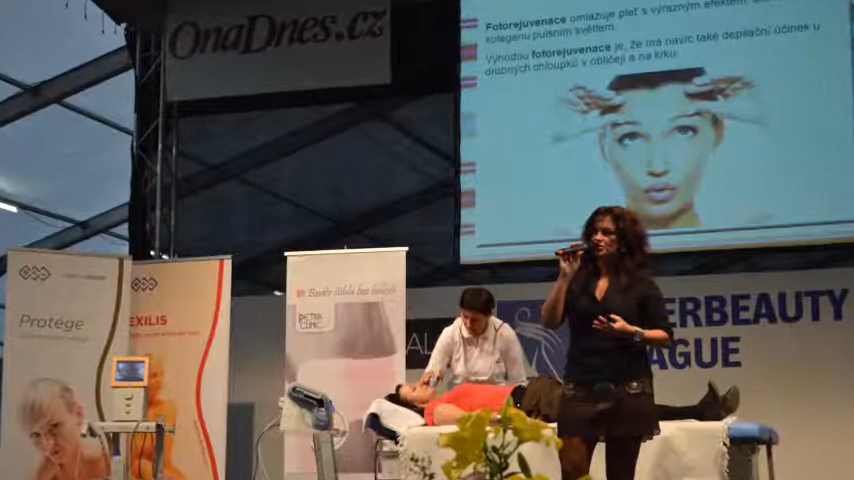 OnaDnes.cz
Fotorejuvenace omlazuje pleť s výrazným efektem,
kolagenu pulsním světlem.
Výhodou fotorejuvenace je, že má navíc také depilační účinek u
drobných chloupků v obličeji a na krku.
Protégé
EXILIS
PETRA
CLINIC
ERBEAUTY
AGUE